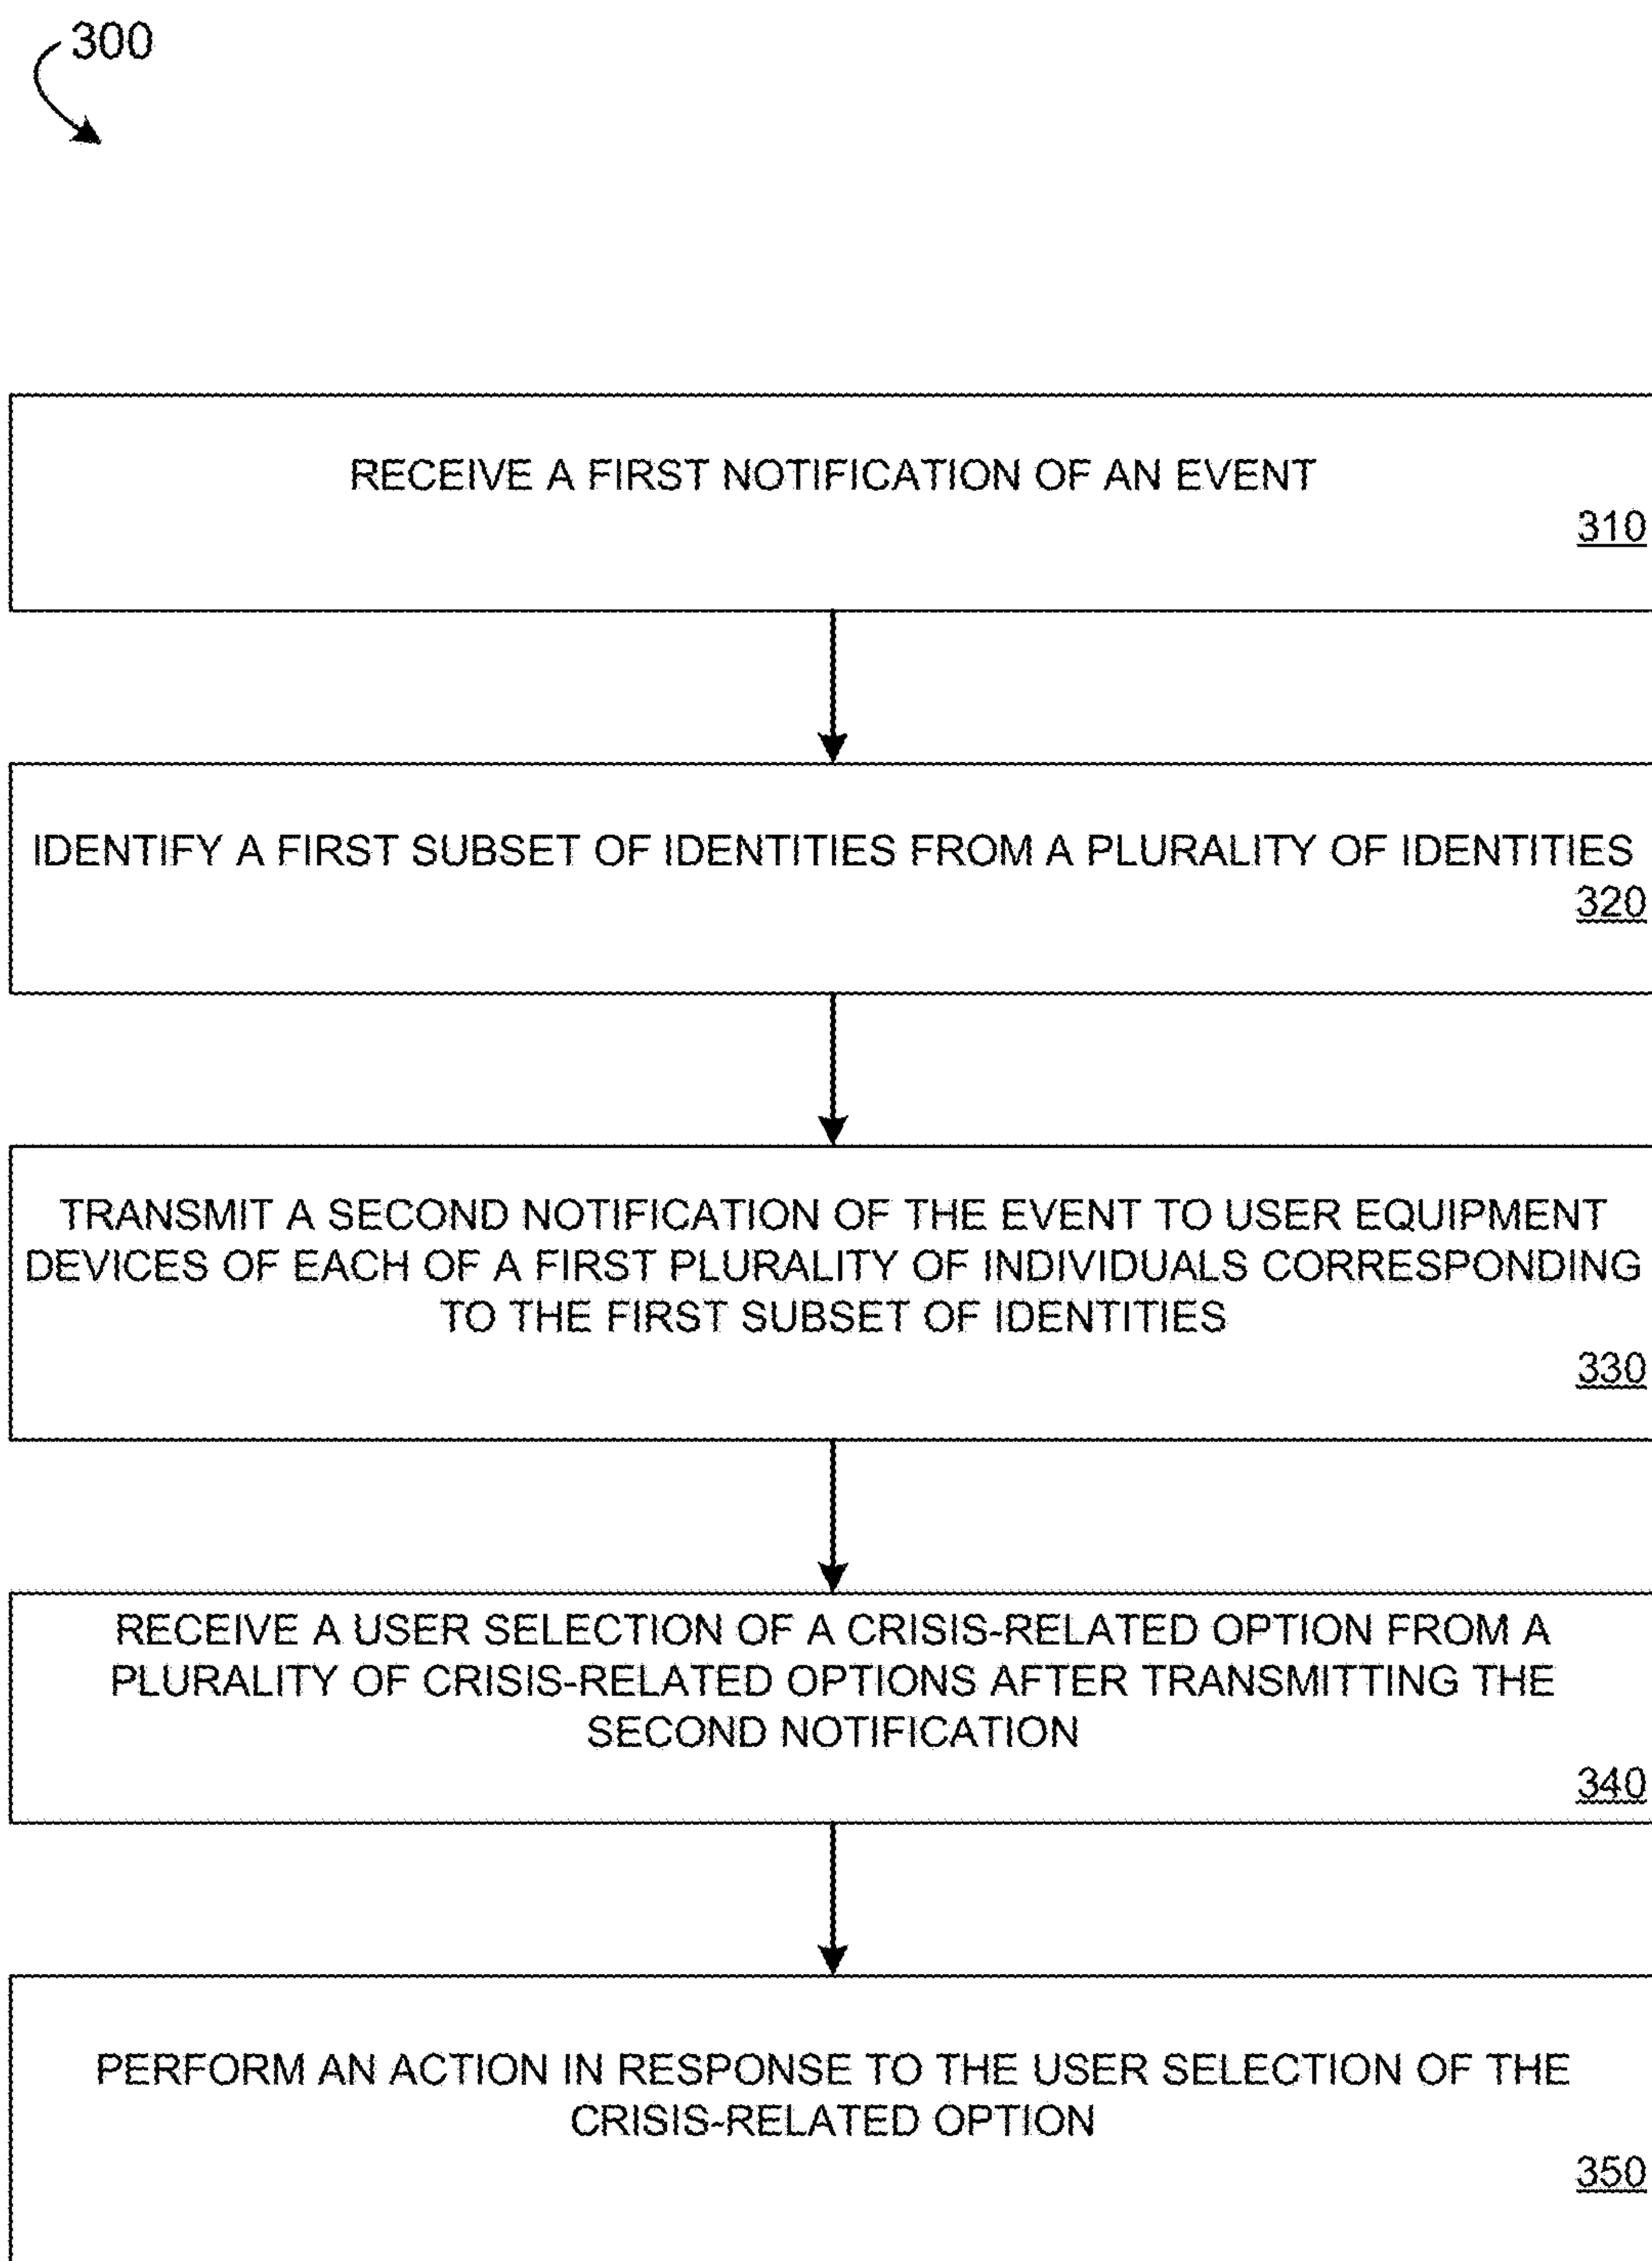 300
RECEIVE A FIRST NOTIFICATION OF AN EVENT
310
IDENTIFY A FIRST SUBSET OF IDENTITIES FROM A PLURALITY OF IDENTITIES
320
TRANSMIT A SECOND NOTIFICATION OF THE EVENT TO USER EQUIPMENT
DEVICES OF EACH OF A FIRST PLURALITY OF INDIVIDUALS CORRESPONDING
TO THE FIRST SUBSET OF IDENTITIES
330
RECEIVE A USER SELECTION OF A CRISIS-RELATED OPTION FROM A
PLURALITY OF CRISIS-RELATED OPTIONS AFTER TRANSMITTING THE
SECOND NOTIFICATION
340
PERFORM AN ACTION IN RESPONSE TO THE USER SELECTION OF THE
CRISIS-RELATED OPTION
350